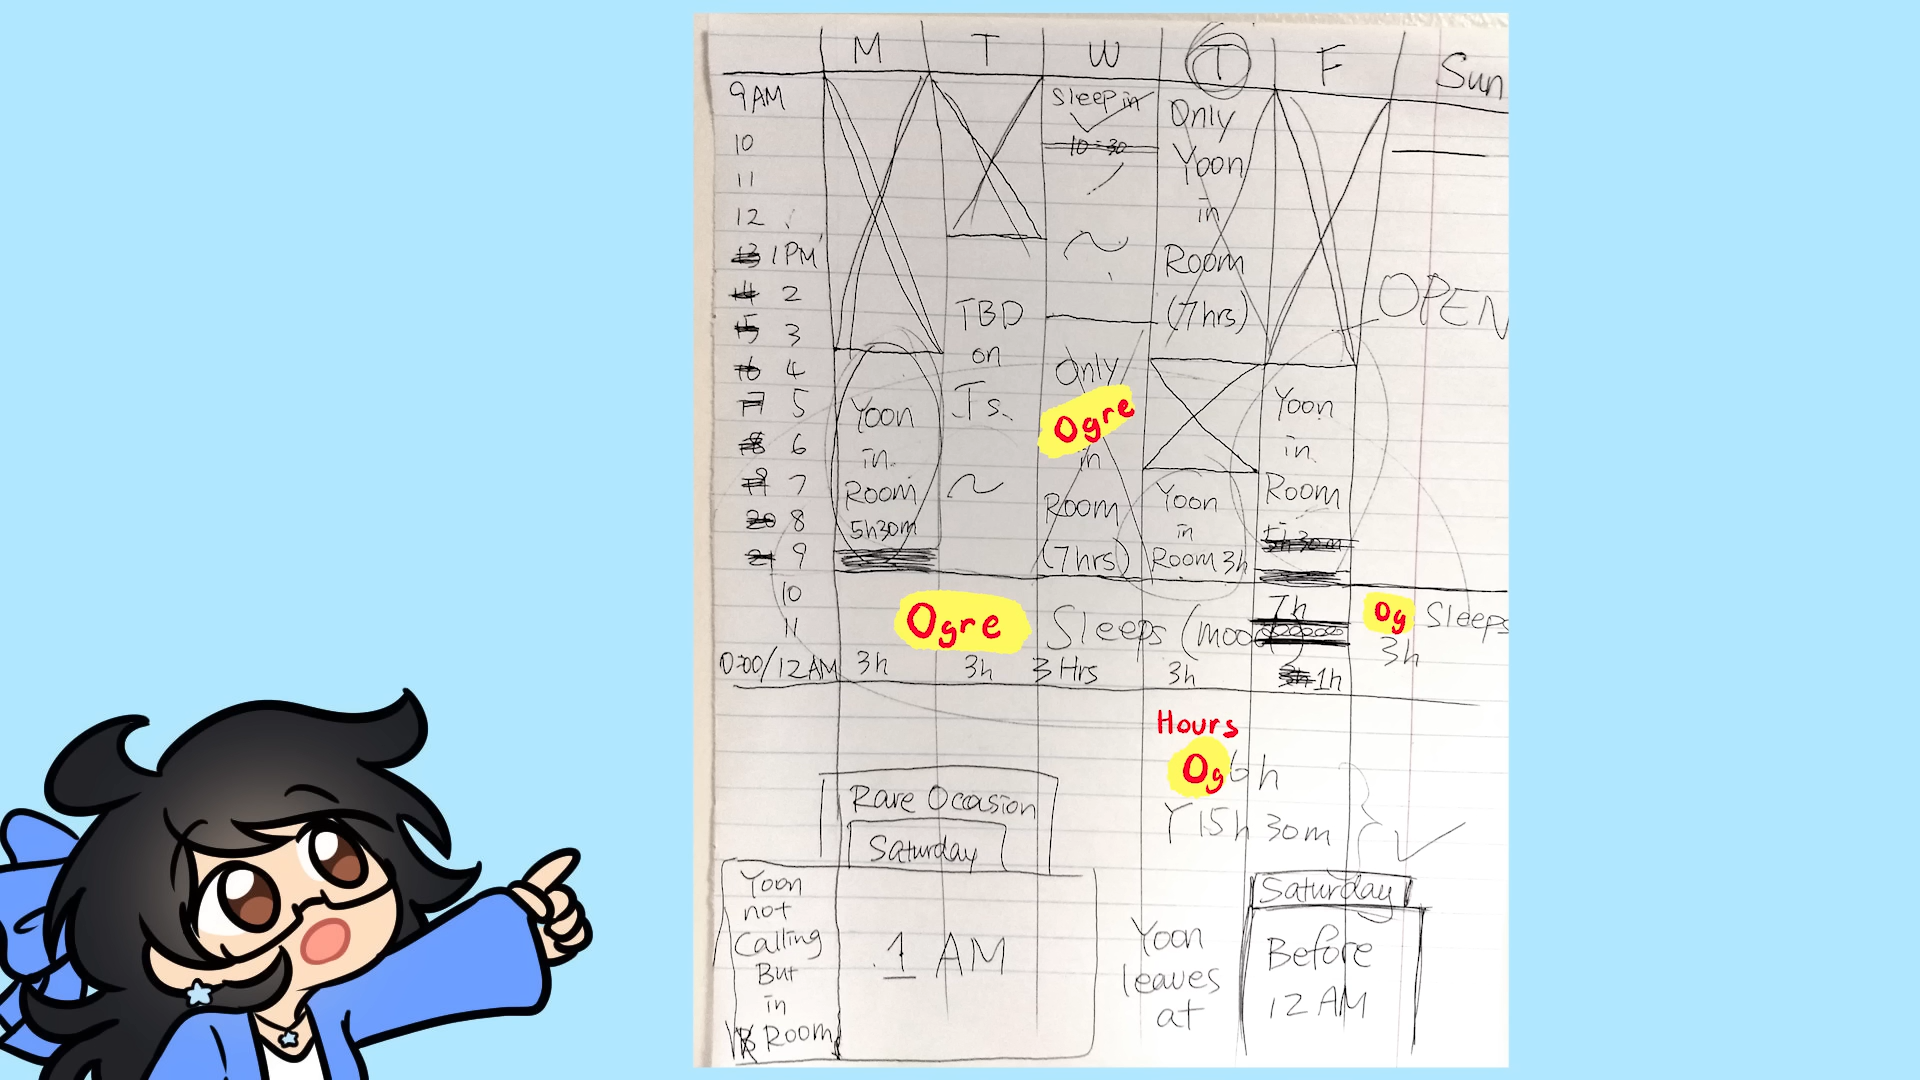 M T W T F Sun
9AM
10
11
12
1PM
2
3
4
5
6
7
8
9
10
11
0:00/12AM
Yoon
in
Room
5h30m
3h
TBD
on
Ts.
~
3h
Sleep in
10:30
~
Only
Ogre
in
Room
(7hrs)
3 Hrs
Only
Yoon
in
Room
(7hrs)
Yoon
in
Room 3h
3h
Yoon
in
Room
5h 30m
7h
3h 1h
OPEN
Ogre Sleeps (mood)
Og Sleeps
3h
Hours
Og 6h
Y 15h 30m
Rare Occasion
Saturday
Yoon
not
Calling
But
in
Room
1 AM
Yoon
leaves
at
Saturday
Before
12 AM